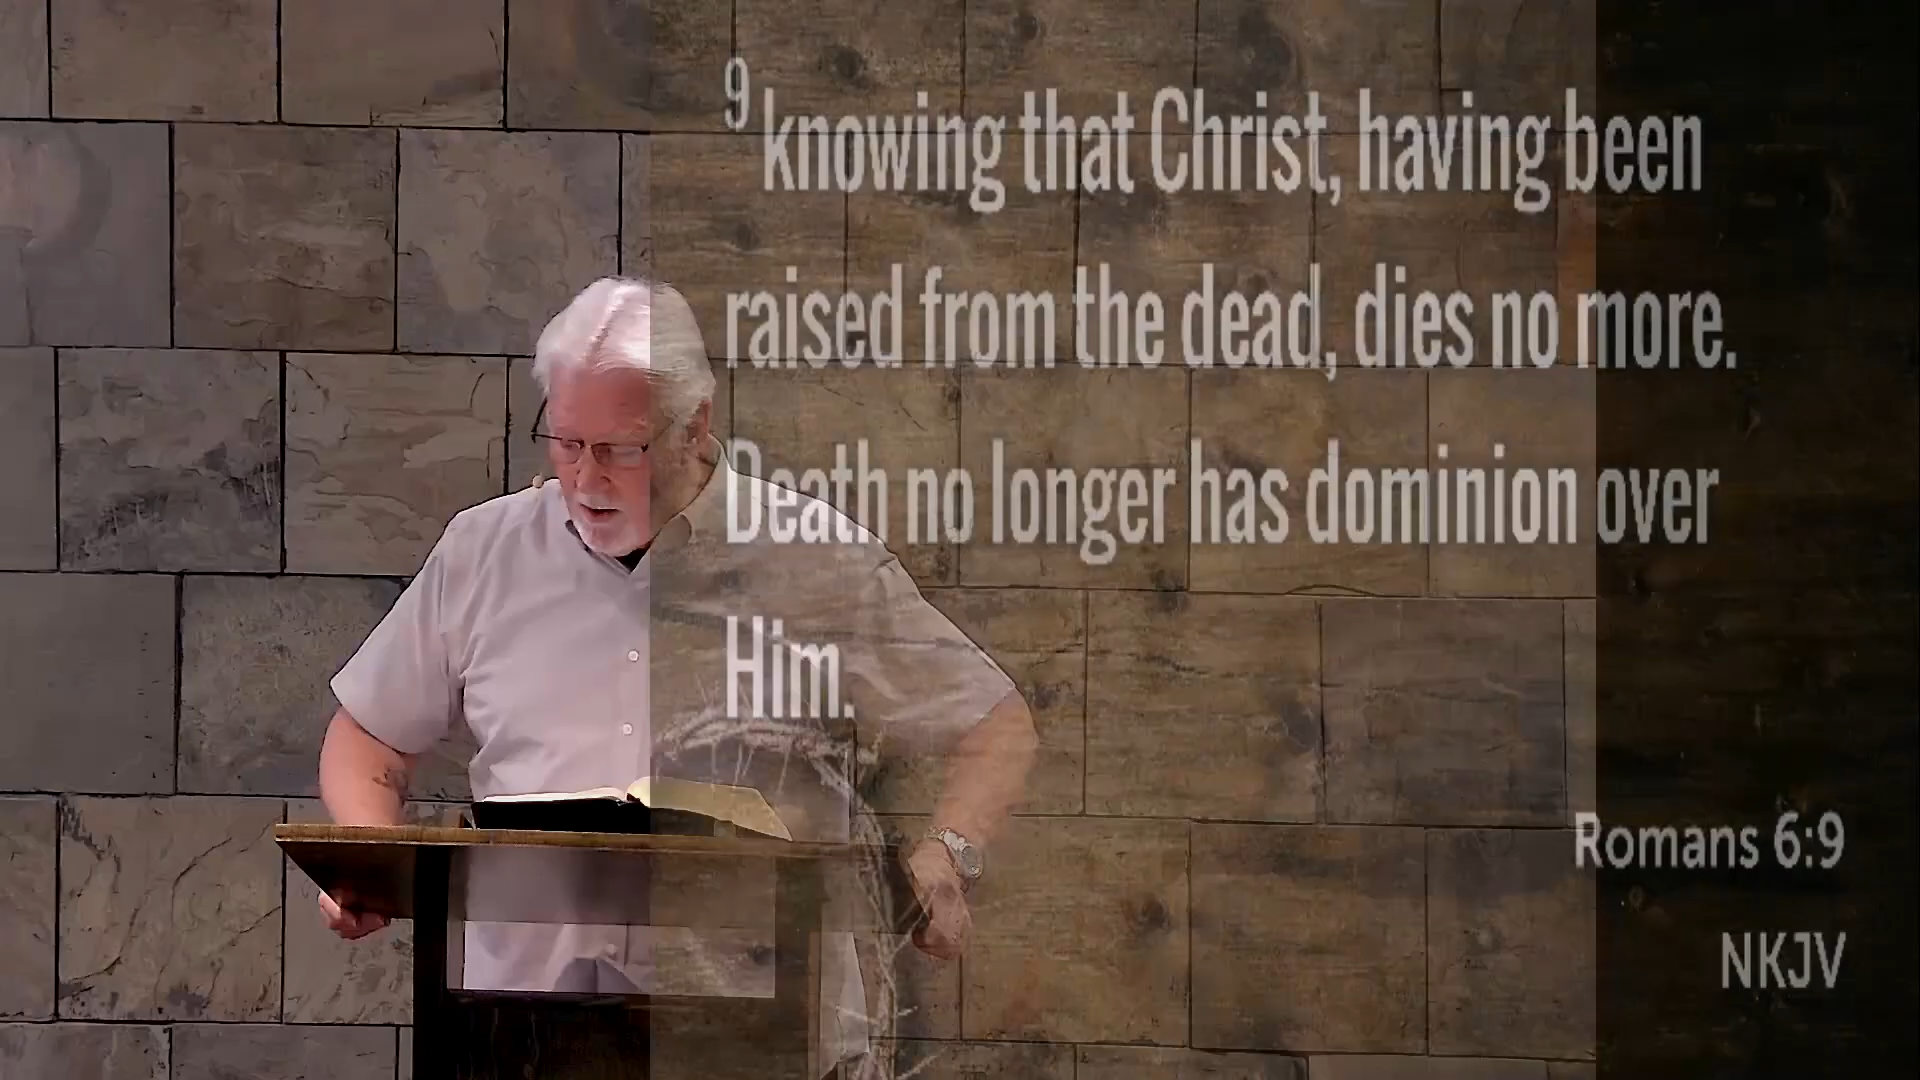 9 knowing that Christ, having been
raised from the dead, dies no more.
Death no longer has dominion over
Him.
Romans 6:9
NKJV